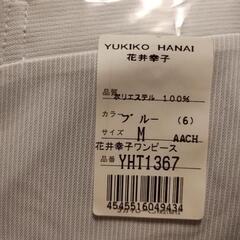 YUKIKO HANAI
花井幸子
品質
ポリエステル 100%
カラー
ブルー (6)
サイズ M AACH
花井幸子ワンピース
YHT1367
4545516049434